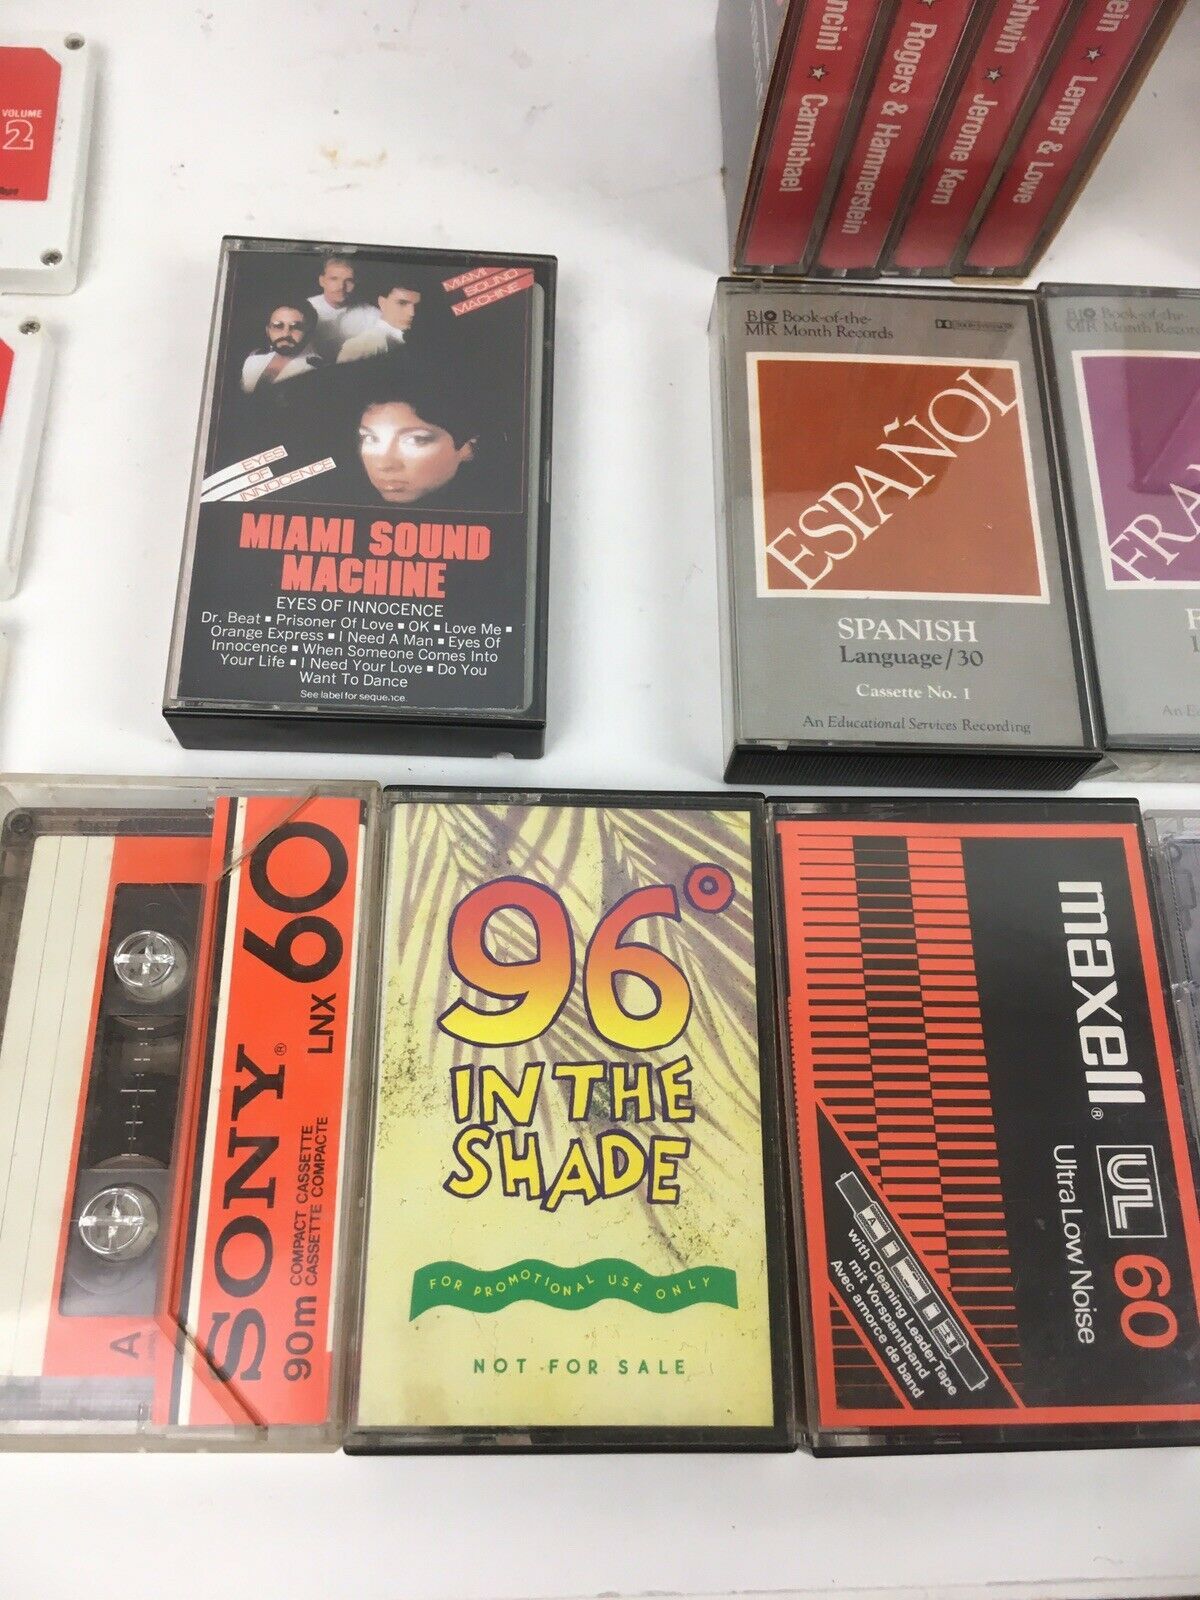 VOLUME
2
Carmichael
Rogers & Hammerstein
Jerome Kern
Lerner & Lowe
MIAMI
SOUND
MACHINE
EYES
OF
INNOCENCE
MIAMI SOUND
MACHINE
EYES OF INNOCENCE
Dr. Beat ▪ Prisoner Of Love ▪ OK ▪ Love Me ▪
Orange Express ▪ I Need A Man ▪ Eyes Of
Innocence ▪ When Someone Comes Into
Your Life ▪ I Need Your Love ▪ Do You
Want To Dance
See label for sequence
Book-of-the-
Month Records
ESPAÑOL
SPANISH
Language/30
Cassette No. 1
An Educational Services Recording
Book-of-the-
Month
SONY® LNX 60
90m COMPACT CASSETTE
CASSETTE COMPACTE
A
96°
IN THE
SHADE
FOR PROMOTIONAL USE ONLY
NOT FOR SALE
maxell® UL 60
Ultra Low Noise
A
with Cleaning Leader Tape
mit Vorspannband
Avec amorce de band